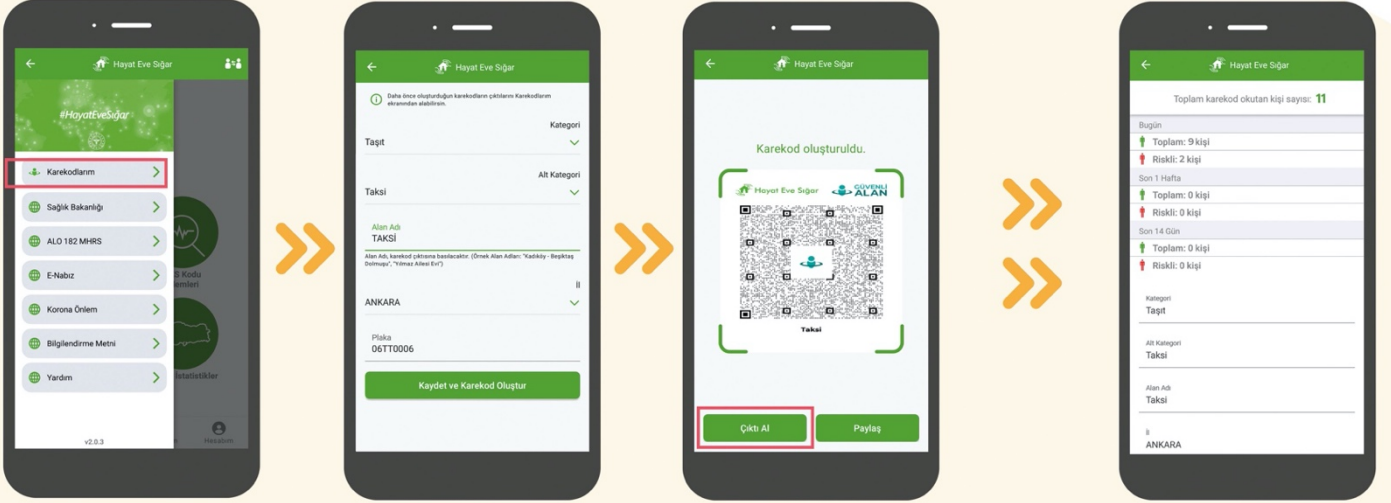 Hayat Eve Sığar
#HayatEveSığar
Karekodlarım
Sağlık Bakanlığı
ALO 182 MHRS
E-Nabız
Korona Önlem
Bilgilendirme Metni
Yardım
v2.0.3
S Kodu
emleri
İstatistikler
Hesabım
Hayat Eve Sığar
Daha önce oluşturduğun karekodların çıktılarını Karekodlarım
ekranından alabilirsin.
Kategori
Taşıt
Alt Kategori
Taksi
Alan Adı
TAKSİ
Alan Adı, karekod çıktısına basılacaktır. (Örnek Alan Adları: "Kadıköy - Beşiktaş
Dolmuşu", "Yılmaz Ailesi Evi")
İl
ANKARA
Plaka
06TT0006
Kaydet ve Karekod Oluştur
Hayat Eve Sığar
Karekod oluşturuldu.
Hayat Eve Sığar
GÜVENLİ
ALAN
Taksi
Çıktı Al
Paylaş
Hayat Eve Sığar
Toplam karekod okutan kişi sayısı: 11
Bugün
Toplam: 9 kişi
Riskli: 2 kişi
Son 1 Hafta
Toplam: 0 kişi
Riskli: 0 kişi
Son 14 Gün
Toplam: 0 kişi
Riskli: 0 kişi
Kategori
Taşıt
Alt Kategori
Taksi
Alan Adı
Taksi
İl
ANKARA